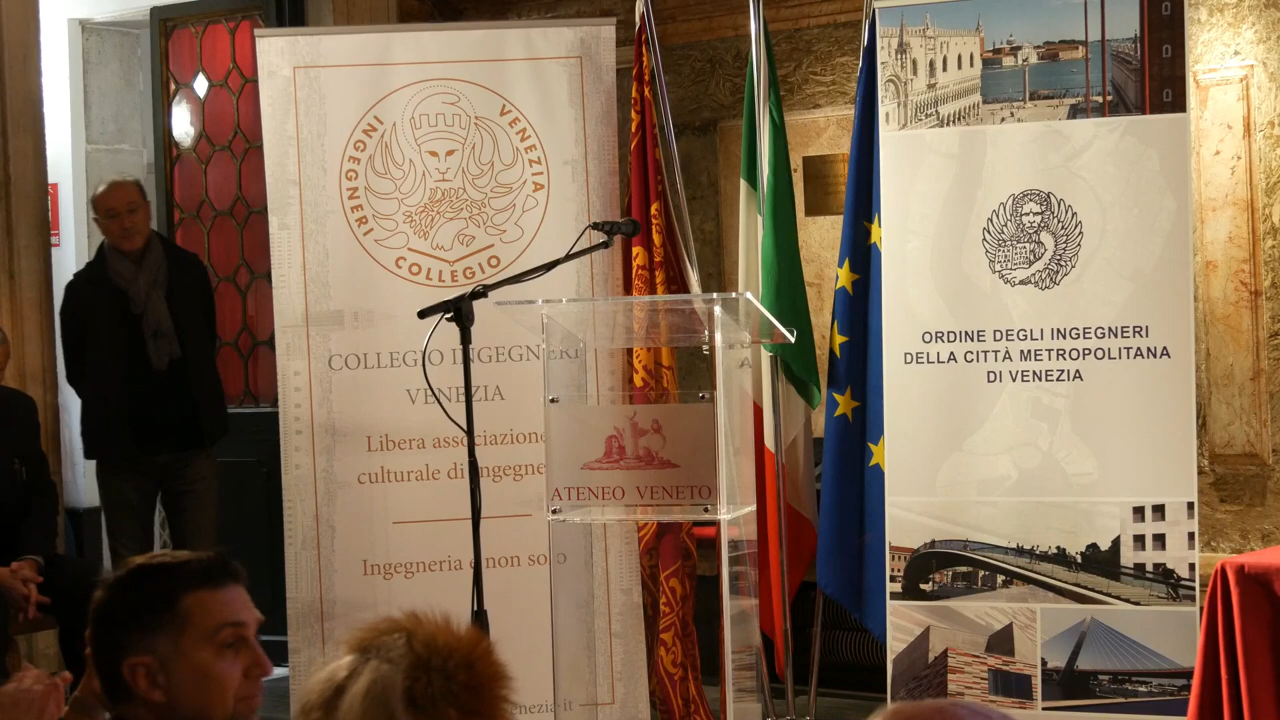 INGEGNERI
VENEZIA
COLLEGIO
COLLEGIO INGEGNERI
VENEZIA
Libera associazione
culturale di
Ingegneria e non solo
ATENEO VENETO
ORDINE DEGLI INGEGNERI
DELLA CITTÀ METROPOLITANA
DI VENEZIA